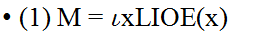 • (1) M = ιxLIOE(x)